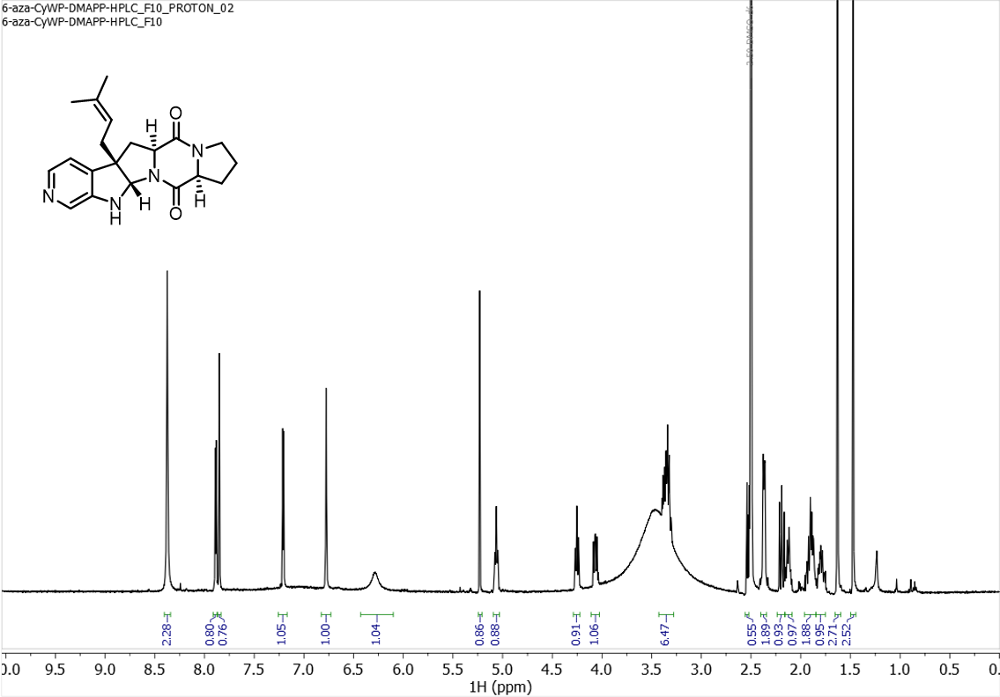 6-aza-CyWP-DMAPP-HPLC_F10_PROTON_02
6-aza-CyWP-DMAPP-HPLC_F10
2.50 DMSO-d6
H
O
N
N
N
N
H
H
O
H
2.28
0.80
0.76
1.05
1.00
1.04
0.86
0.88
0.91
1.06
6.47
0.55
1.89
0.93
0.97
1.88
0.95
2.71
2.52
0.0 9.5 9.0 8.5 8.0 7.5 7.0 6.5 6.0 5.5 5.0 4.5 4.0 3.5 3.0 2.5 2.0 1.5 1.0 0.5 0.
1H (ppm)